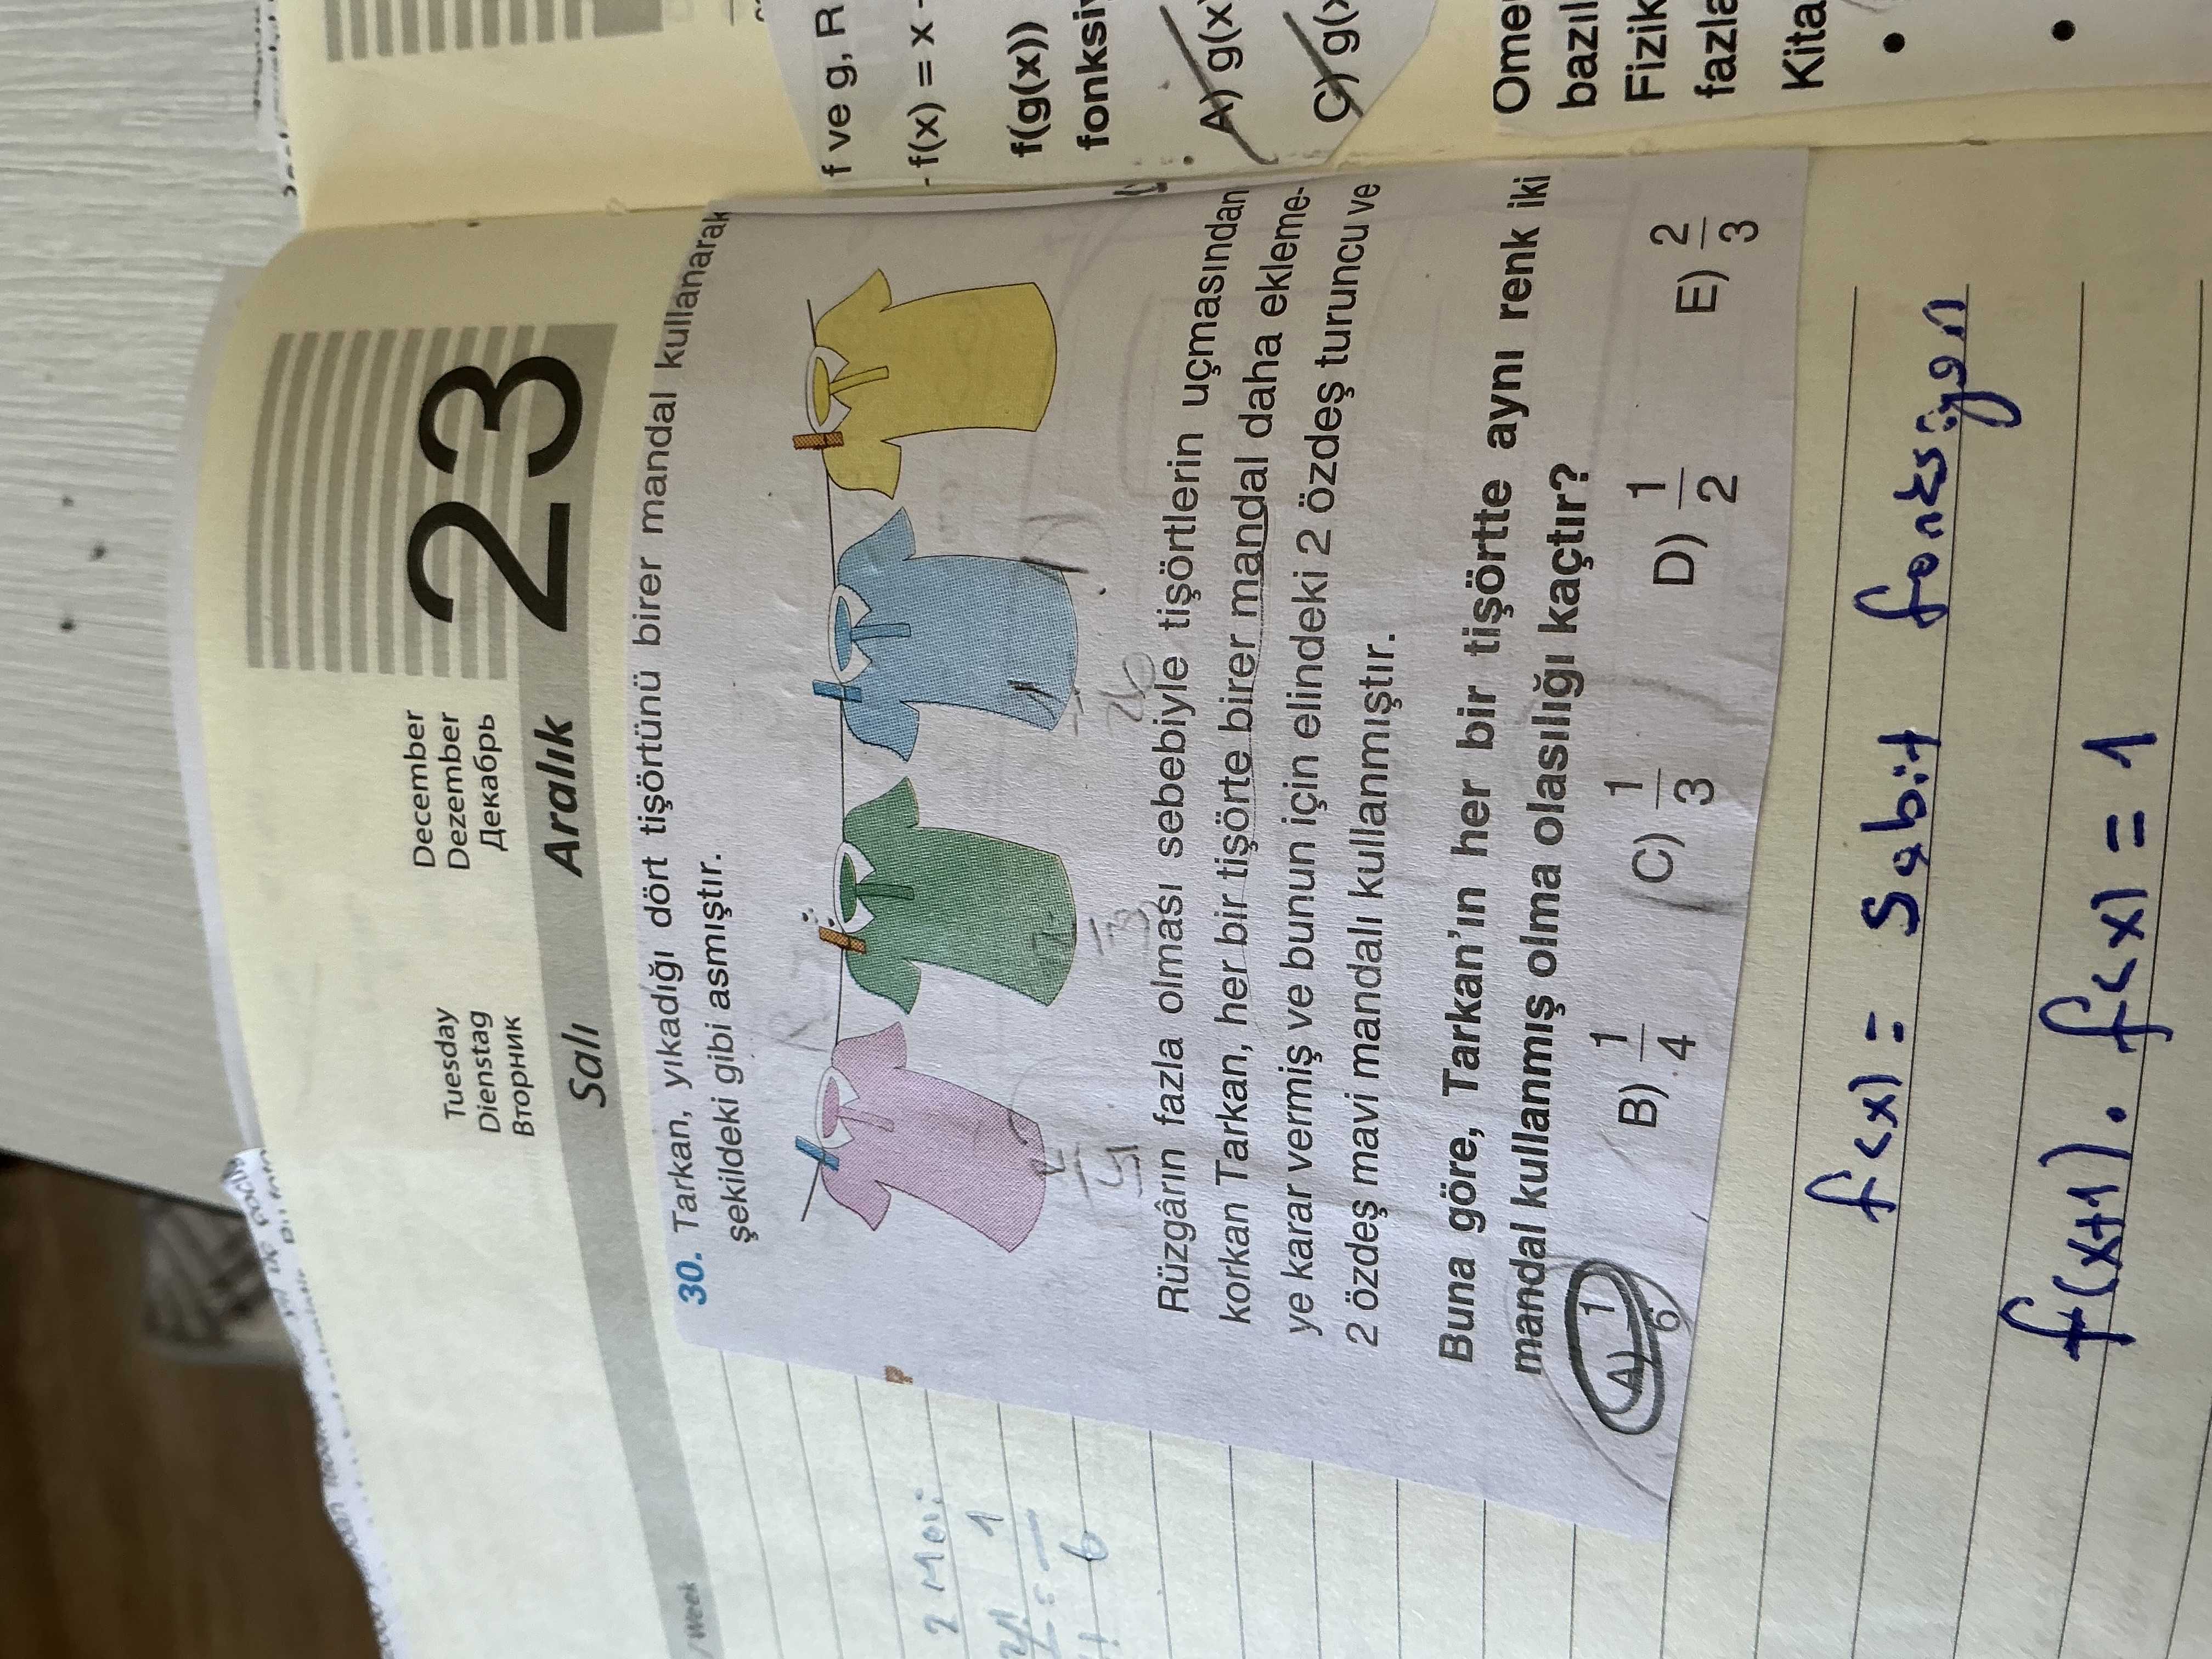 Tuesday
Dienstag
Вторник
Salı
December
Dezember
Декабрь
Aralık
23
/ Week
30. Tarkan, yıkadığı dört tişörtünü birer mandal kullanarak
şekildeki gibi asmıştır.
Rüzgârın fazla olması sebebiyle tişörtlerin uçmasından
korkan Tarkan, her bir tişörte birer mandal daha ekleme-
ye karar vermiş ve bunun için elindeki 2 özdeş turuncu ve
2 özdeş mavi mandalı kullanmıştır.
Buna göre, Tarkan'ın her bir tişörtte aynı renk iki
mandal kullanmış olma olasılığı kaçtır?
A) 1/6 B) 1/4 C) 1/3 D) 1/2 E) 2/3
f(x) = Sabit fonksiyon
f(x+1) . f(x) = 1
f ve g, R
f(x) = x -
f(g(x))
fonksiy
A) g(x)
C) g(x
Ome
bazıl
Fizik
fazla
Kita